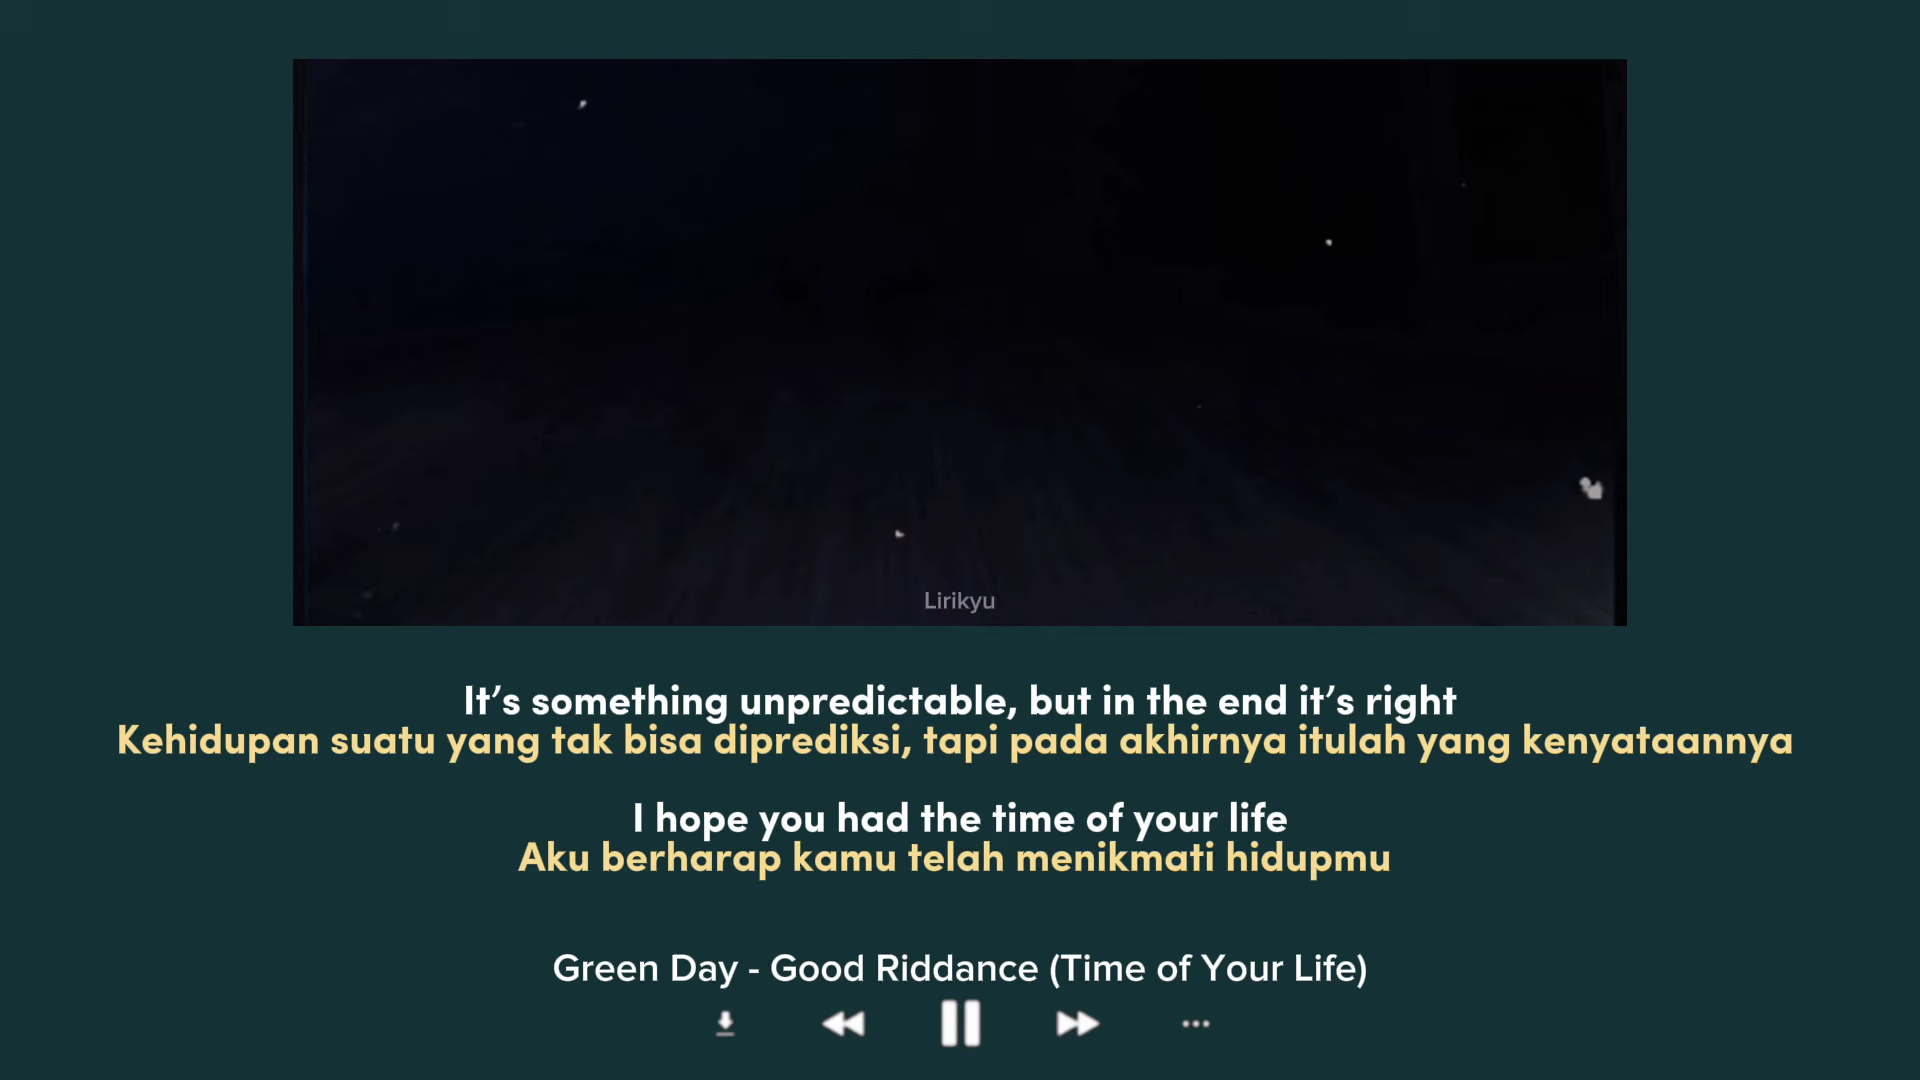 Lirikyu
It’s something unpredictable, but in the end it’s right
Kehidupan suatu yang tak bisa diprediksi, tapi pada akhirnya itulah yang kenyataannya
I hope you had the time of your life
Aku berharap kamu telah menikmati hidupmu
Green Day - Good Riddance (Time of Your Life)